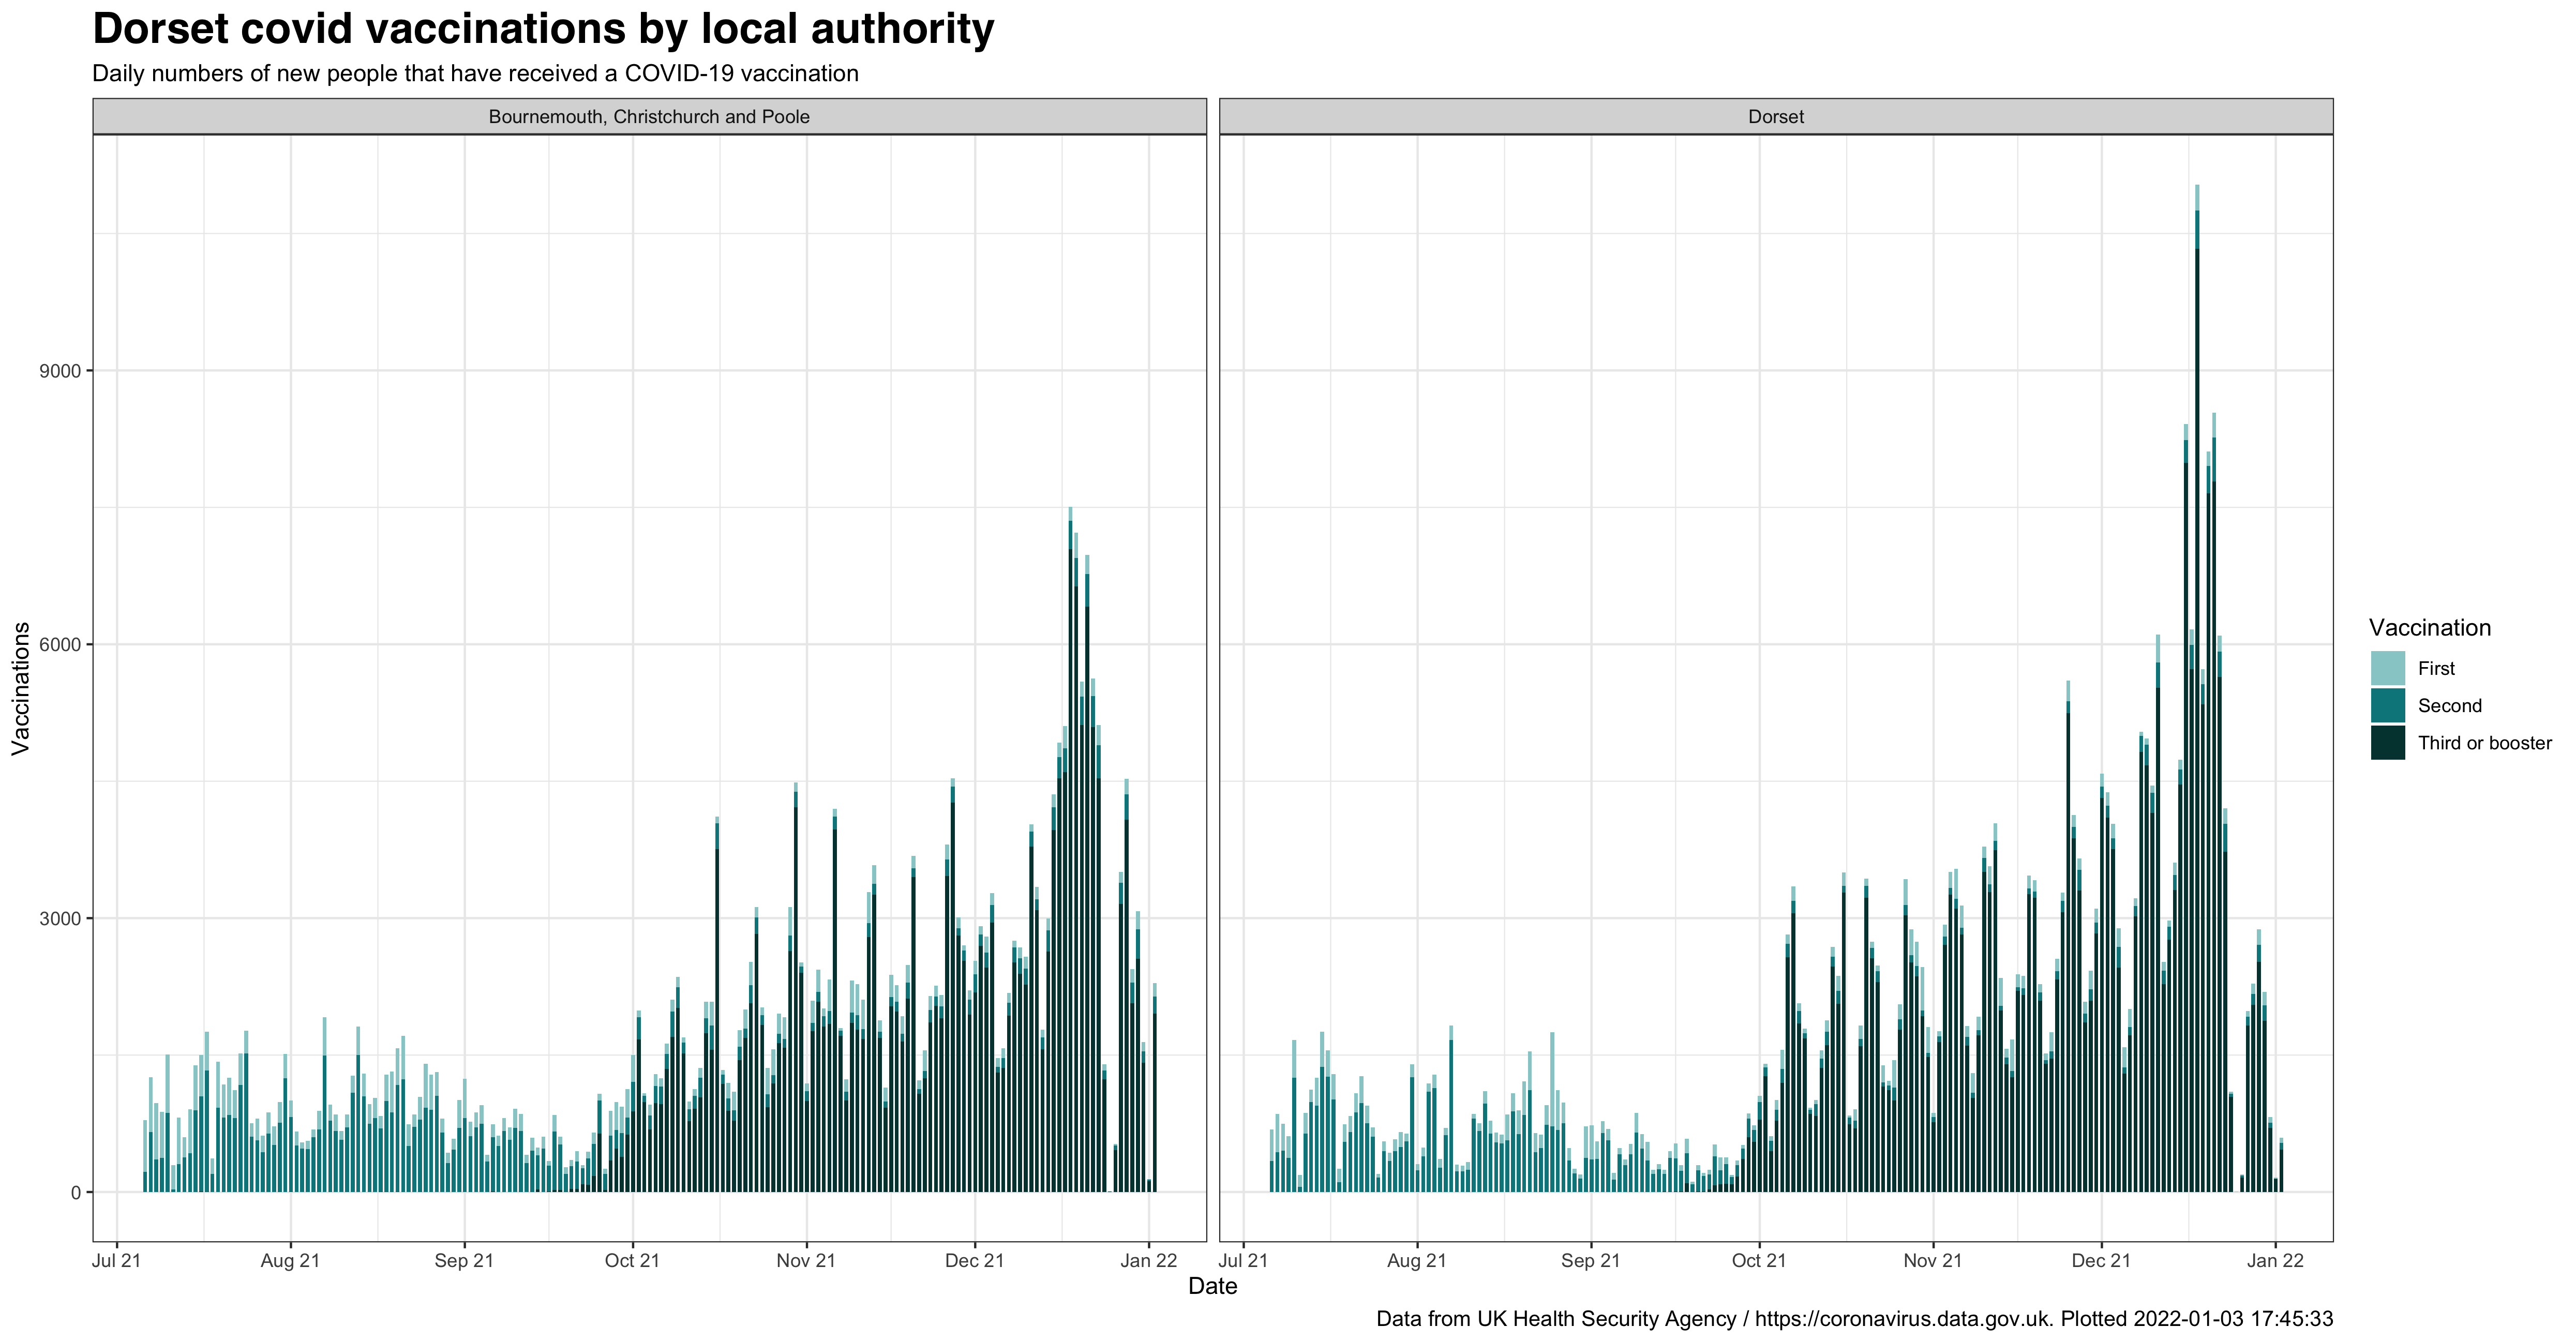 Dorset covid vaccinations by local authority
Daily numbers of new people that have received a COVID-19 vaccination
Bournemouth, Christchurch and Poole
Dorset
Vaccinations
9000
6000
3000
0
Jul 21 Aug 21 Sep 21 Oct 21 Nov 21 Dec 21 Jan 22
Jul 21 Aug 21 Sep 21 Oct 21 Nov 21 Dec 21 Jan 22
Date
Vaccination
First
Second
Third or booster
Data from UK Health Security Agency / https://coronavirus.data.gov.uk. Plotted 2022-01-03 17:45:33